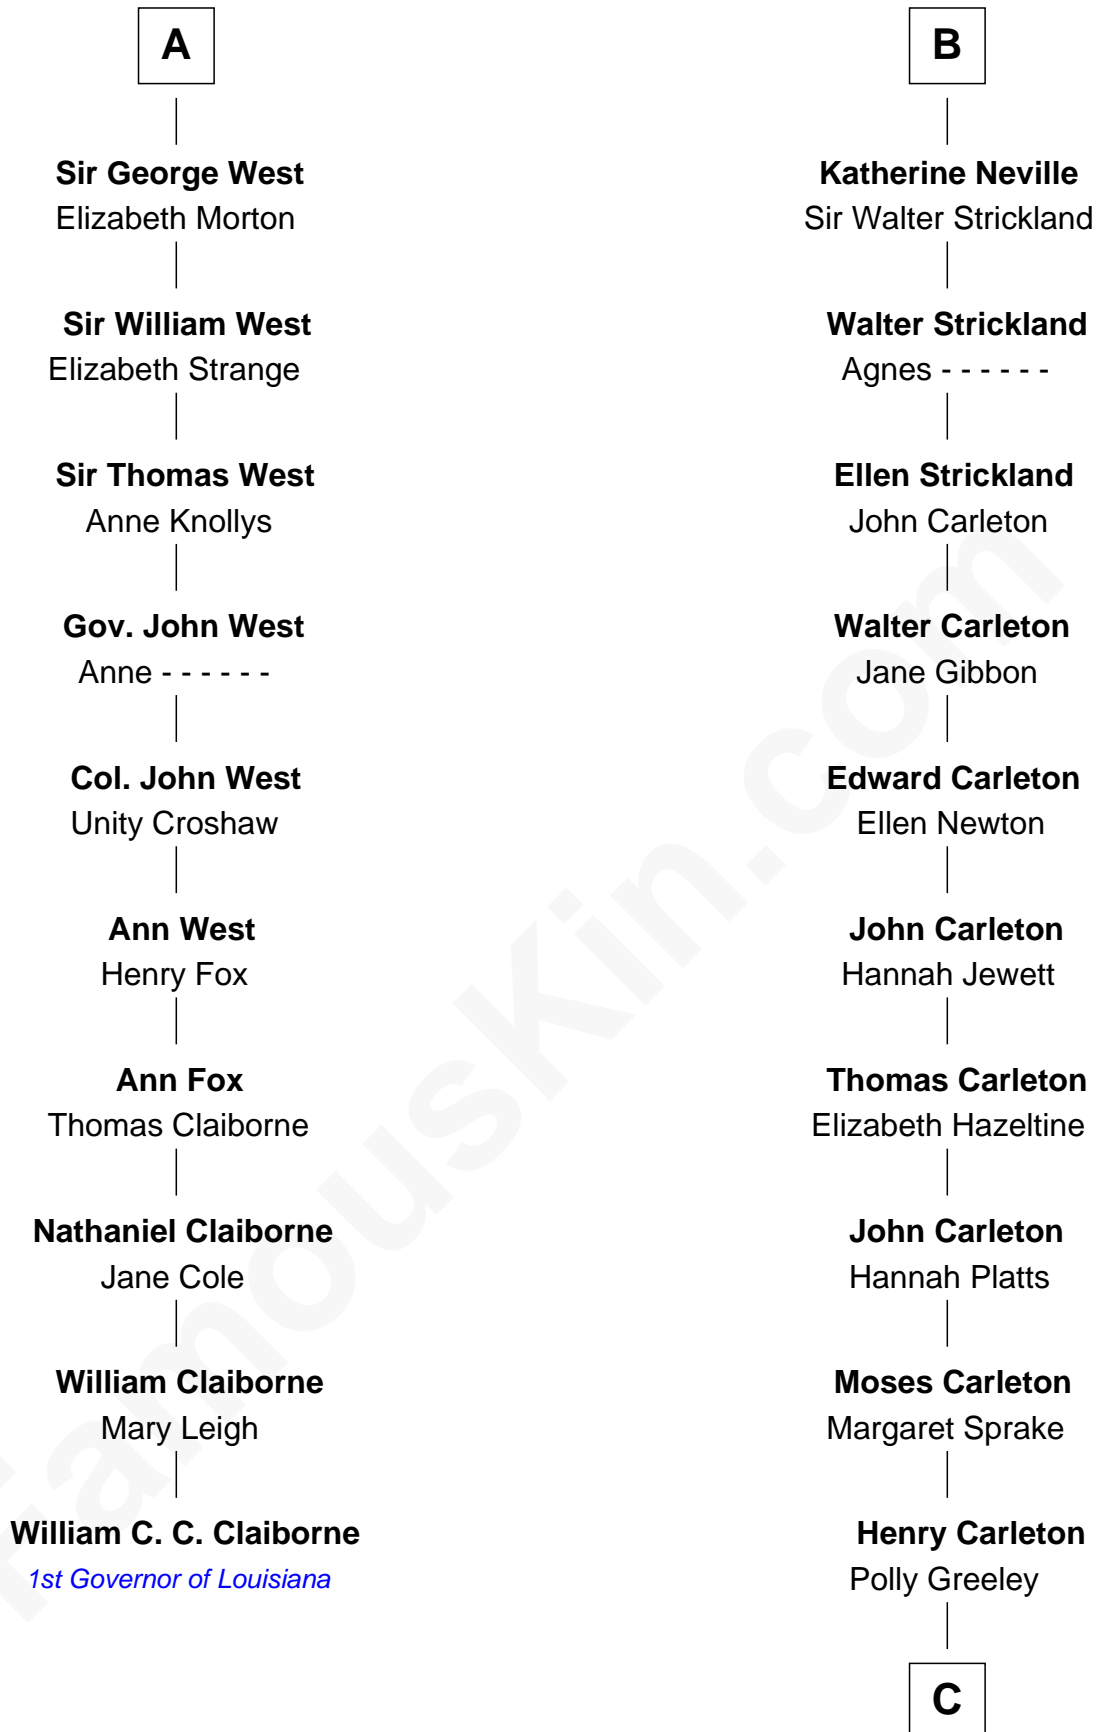 A
Sir George West
Elizabeth Morton
Sir William West
Elizabeth Strange
Sir Thomas West
Anne Knollys
Gov. John West
Anne - - - - - -
Col. John West
Unity Croshaw
Ann West
Henry Fox
Ann Fox
Thomas Claiborne
Nathaniel Claiborne
Jane Cole
William Claiborne
Mary Leigh
William C. C. Claiborne
1st Governor of Louisiana
B
Katherine Neville
Sir Walter Strickland
Walter Strickland
Agnes - - - - - -
Ellen Strickland
John Carleton
Walter Carleton
Jane Gibbon
Edward Carleton
Ellen Newton
John Carleton
Hannah Jewett
Thomas Carleton
Elizabeth Hazeltine
John Carleton
Hannah Platts
Moses Carleton
Margaret Sprake
Henry Carleton
Polly Greeley
C
FamousKin.com